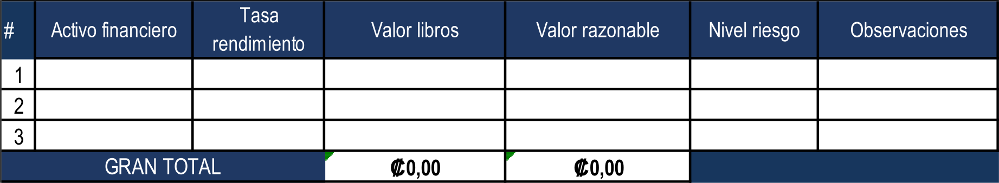 # Activo financiero Tasa rendimiento Valor libros Valor razonable Nivel riesgo Observaciones
1
2
3
GRAN TOTAL ₡0,00 ₡0,00